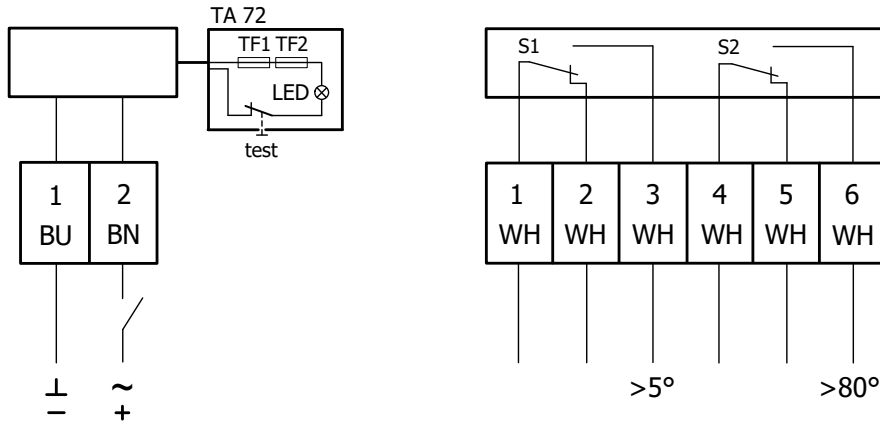 TA 72
TF1 TF2
LED
test
1
BU
2
BN
⊥
−
~
+
S1
S2
1
WH
2
WH
3
WH
4
WH
5
WH
6
WH
>5°
>80°